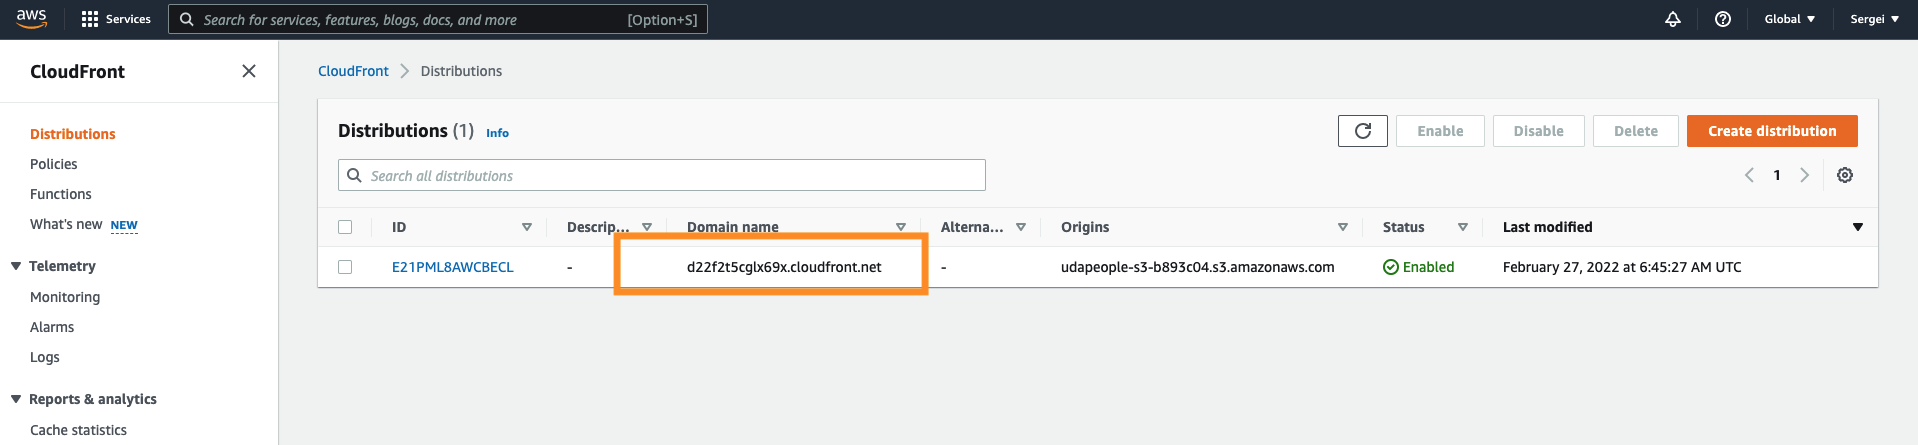 aws Services Search for services, features, blogs, docs, and more [Option+S] Global Sergei
CloudFront
Distributions
Policies
Functions
What's new NEW
Telemetry
Monitoring
Alarms
Logs
Reports & analytics
Cache statistics
CloudFront Distributions
Distributions (1) Info Enable Disable Delete Create distribution
Search all distributions 1
ID Descrip... Domain name Alterna... Origins Status Last modified
E21PML8AWCBECL - d22f2t5cglx69x.cloudfront.net - udapeople-s3-b893c04.s3.amazonaws.com Enabled February 27, 2022 at 6:45:27 AM UTC